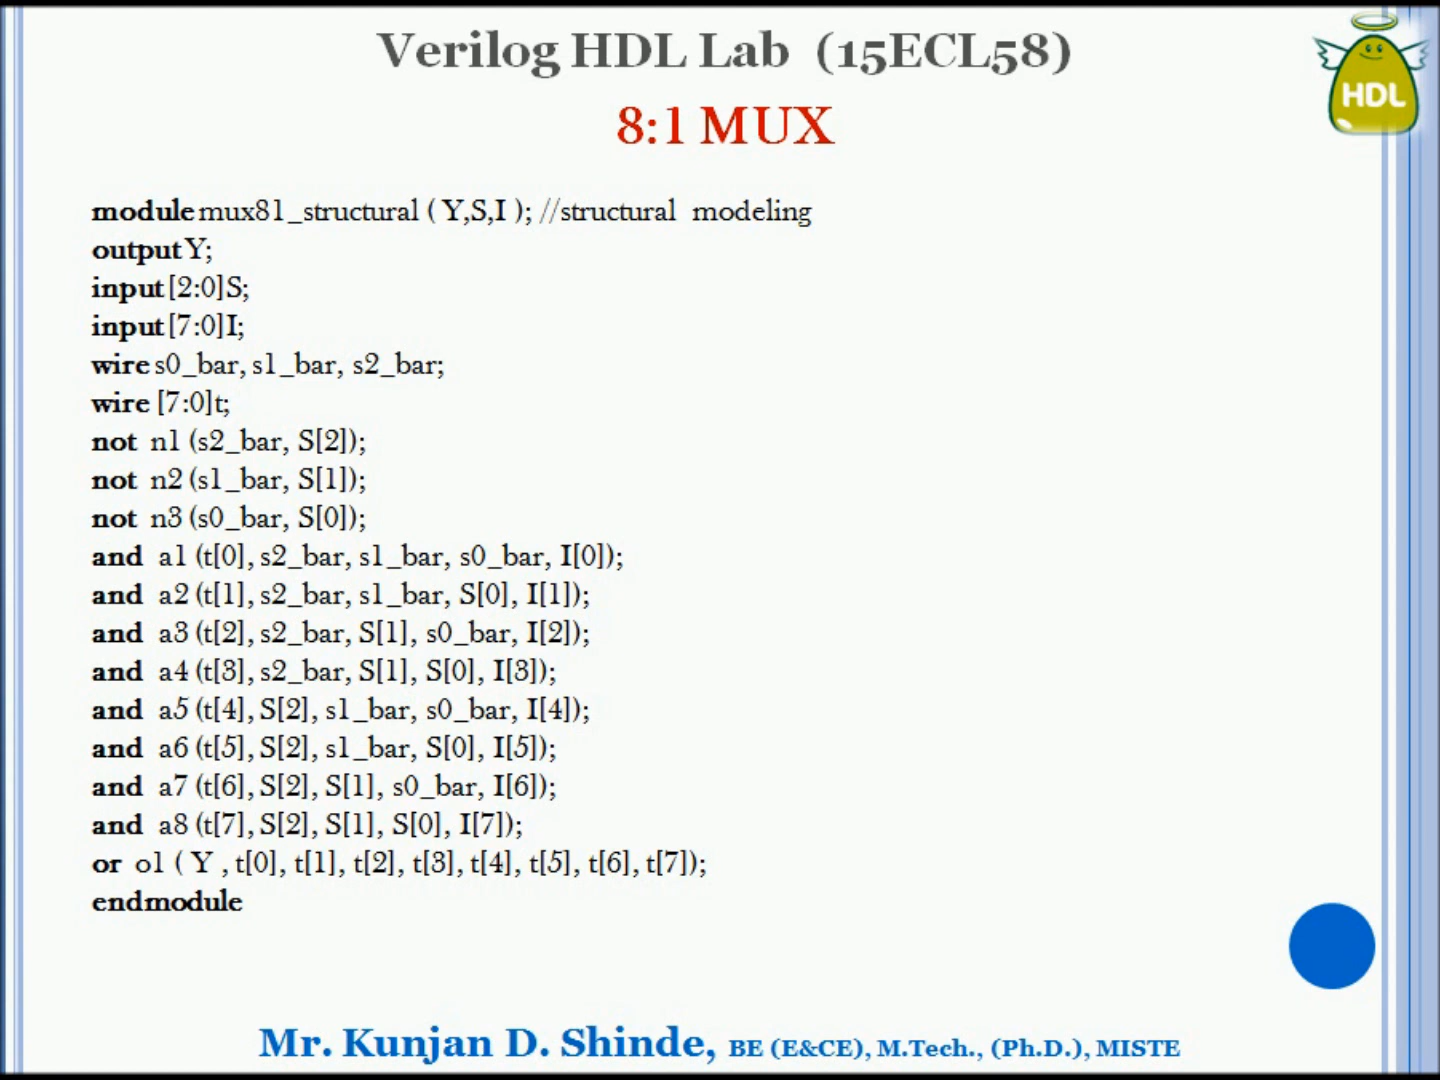 Verilog HDL Lab (15ECL58)
HDL
8:1 MUX
module mux81_structural ( Y,S,I ); //structural modeling
output Y;
input [2:0]S;
input [7:0]I;
wire s0_bar, s1_bar, s2_bar;
wire [7:0]t;
not n1 (s2_bar, S[2]);
not n2 (s1_bar, S[1]);
not n3 (s0_bar, S[0]);
and a1 (t[0], s2_bar, s1_bar, s0_bar, I[0]);
and a2 (t[1], s2_bar, s1_bar, S[0], I[1]);
and a3 (t[2], s2_bar, S[1], s0_bar, I[2]);
and a4 (t[3], s2_bar, S[1], S[0], I[3]);
and a5 (t[4], S[2], s1_bar, s0_bar, I[4]);
and a6 (t[5], S[2], s1_bar, S[0], I[5]);
and a7 (t[6], S[2], S[1], s0_bar, I[6]);
and a8 (t[7], S[2], S[1], S[0], I[7]);
or o1 ( Y , t[0], t[1], t[2], t[3], t[4], t[5], t[6], t[7]);
endmodule
Mr. Kunjan D. Shinde, BE (E&CE), M.Tech., (Ph.D.), MISTE